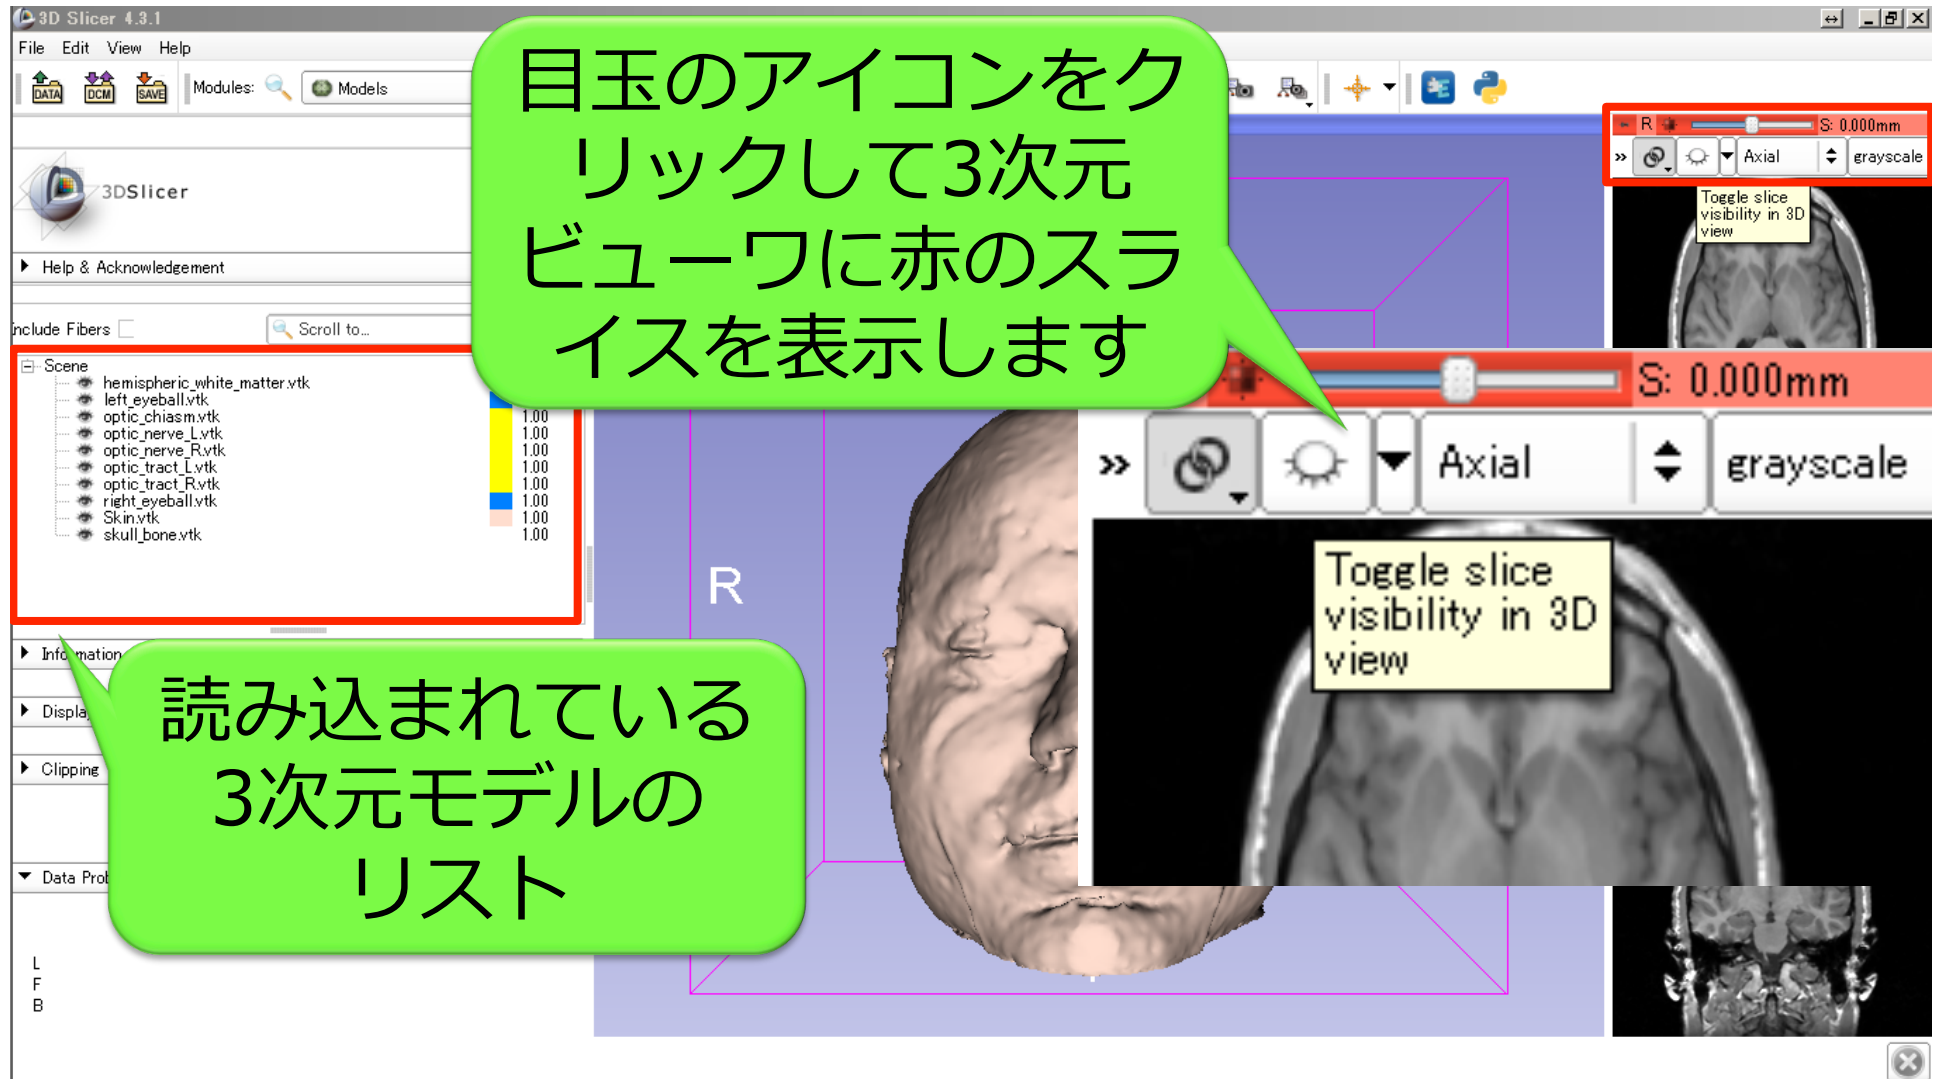 3D Slicer 4.3.1
File Edit View Help
DATA DCM SAVE Modules: Models
目玉のアイコンをク
リックして3次元
ビューワに赤のスラ
イスを表示します
R S: 0.000mm
Axial grayscale
Toggle slice
visibility in 3D
view
3DSlicer
Help & Acknowledgement
nclude Fibers Scroll to...
Scene
hemispheric_white_matter.vtk
left_eyeball.vtk
optic_chiasm.vtk 1.00
optic_nerve_L.vtk 1.00
optic_nerve_R.vtk 1.00
optic_tract_L.vtk 1.00
optic_tract_R.vtk 1.00
right_eyeball.vtk 1.00
Skin.vtk 1.00
skull_bone.vtk 1.00
S: 0.000mm
Axial grayscale
Toggle slice
visibility in 3D
view
R
Information
Display
Clipping
読み込まれている
3次元モデルの
リスト
Data Prob
L
F
B